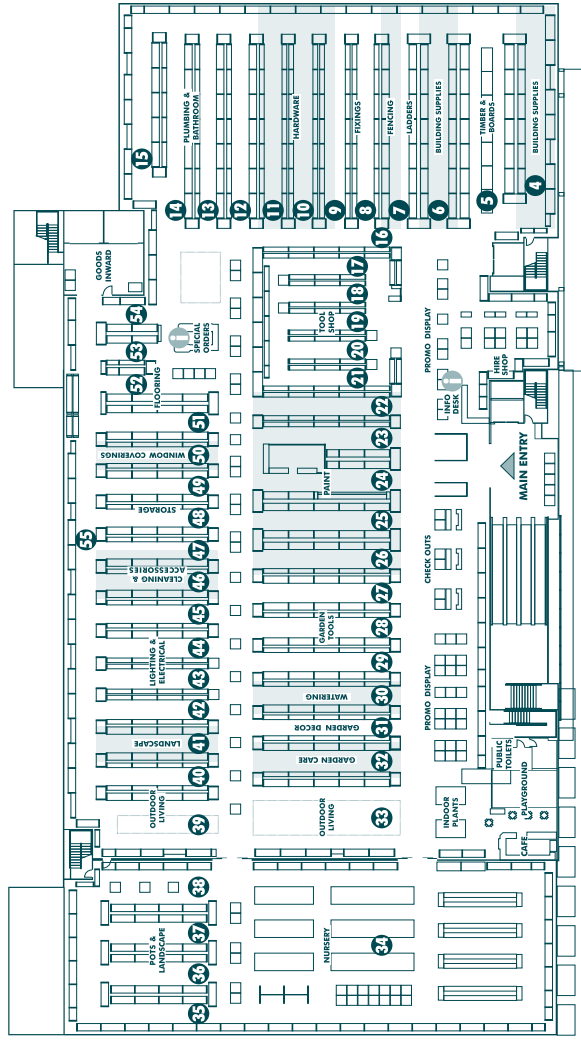 15
14
13
12
11
10
9
8
7
6
5
4
PLUMBING &
BATHROOM
HARDWARE
FIXINGS
FENCING
LADDERS
BUILDING SUPPLIES
TIMBER &
BOARDS
BUILDING SUPPLIES
GOODS
INWARD
16
17
18
19
20
21
TOOL
SHOP
54
53
52
i
SPECIAL
ORDERS
FLOORING
PROMO DISPLAY
HIRE
SHOP
i
INFO
DESK
MAIN ENTRY
51
50
49
48
47
46
45
44
43
42
41
40
39
55
WINDOW COVERINGS
STORAGE
CLEANING &
ACCESSORIES
LIGHTING &
ELECTRICAL
LANDSCAPE
OUTDOOR
LIVING
22
23
24
25
26
27
28
29
30
31
32
33
PAINT
GARDEN
TOOLS
WATERING
GARDEN DECOR
GARDEN CARE
OUTDOOR
LIVING
CHECK OUTS
PROMO DISPLAY
PUBLIC
TOILETS
INDOOR
PLANTS
PLAYGROUND
CAFE
38
37
36
35
POTS &
LANDSCAPE
NURSERY
34